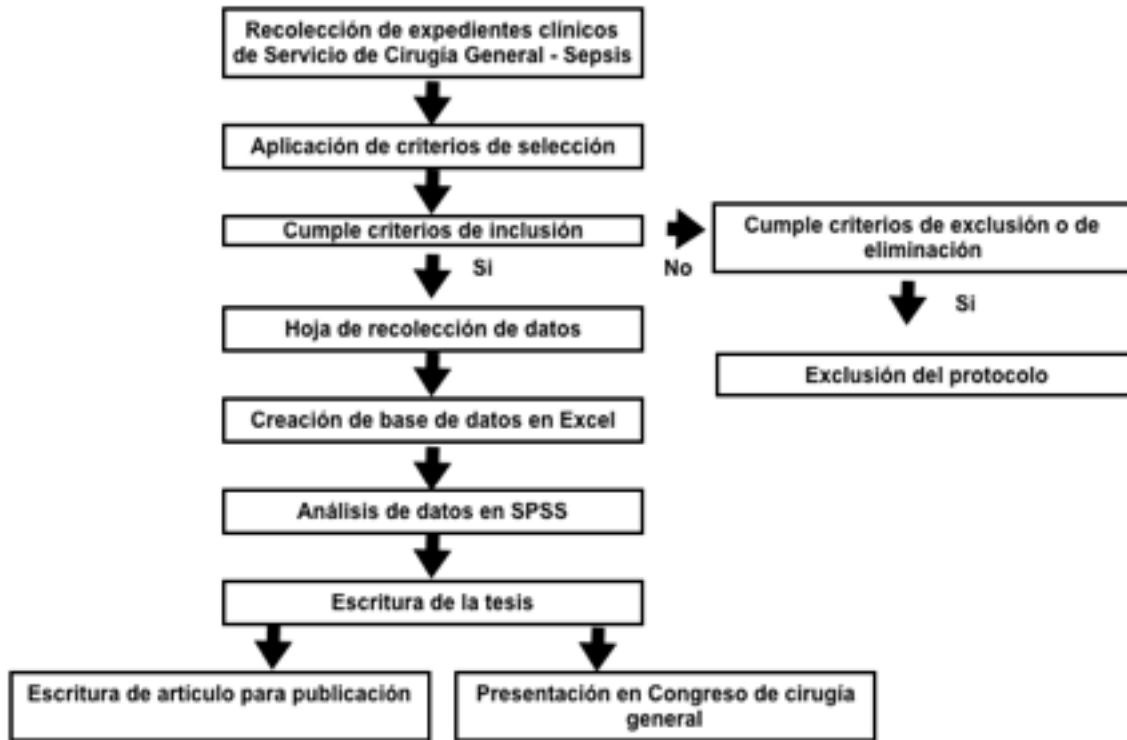 Recolección de expedientes clínicos
de Servicio de Cirugía General - Sepsis
Aplicación de criterios de selección
Cumple criterios de inclusión
Si
No
Cumple criterios de exclusión o de
eliminación
Si
Hoja de recolección de datos
Exclusión del protocolo
Creación de base de datos en Excel
Análisis de datos en SPSS
Escritura de la tesis
Escritura de artículo para publicación
Presentación en Congreso de cirugía
general